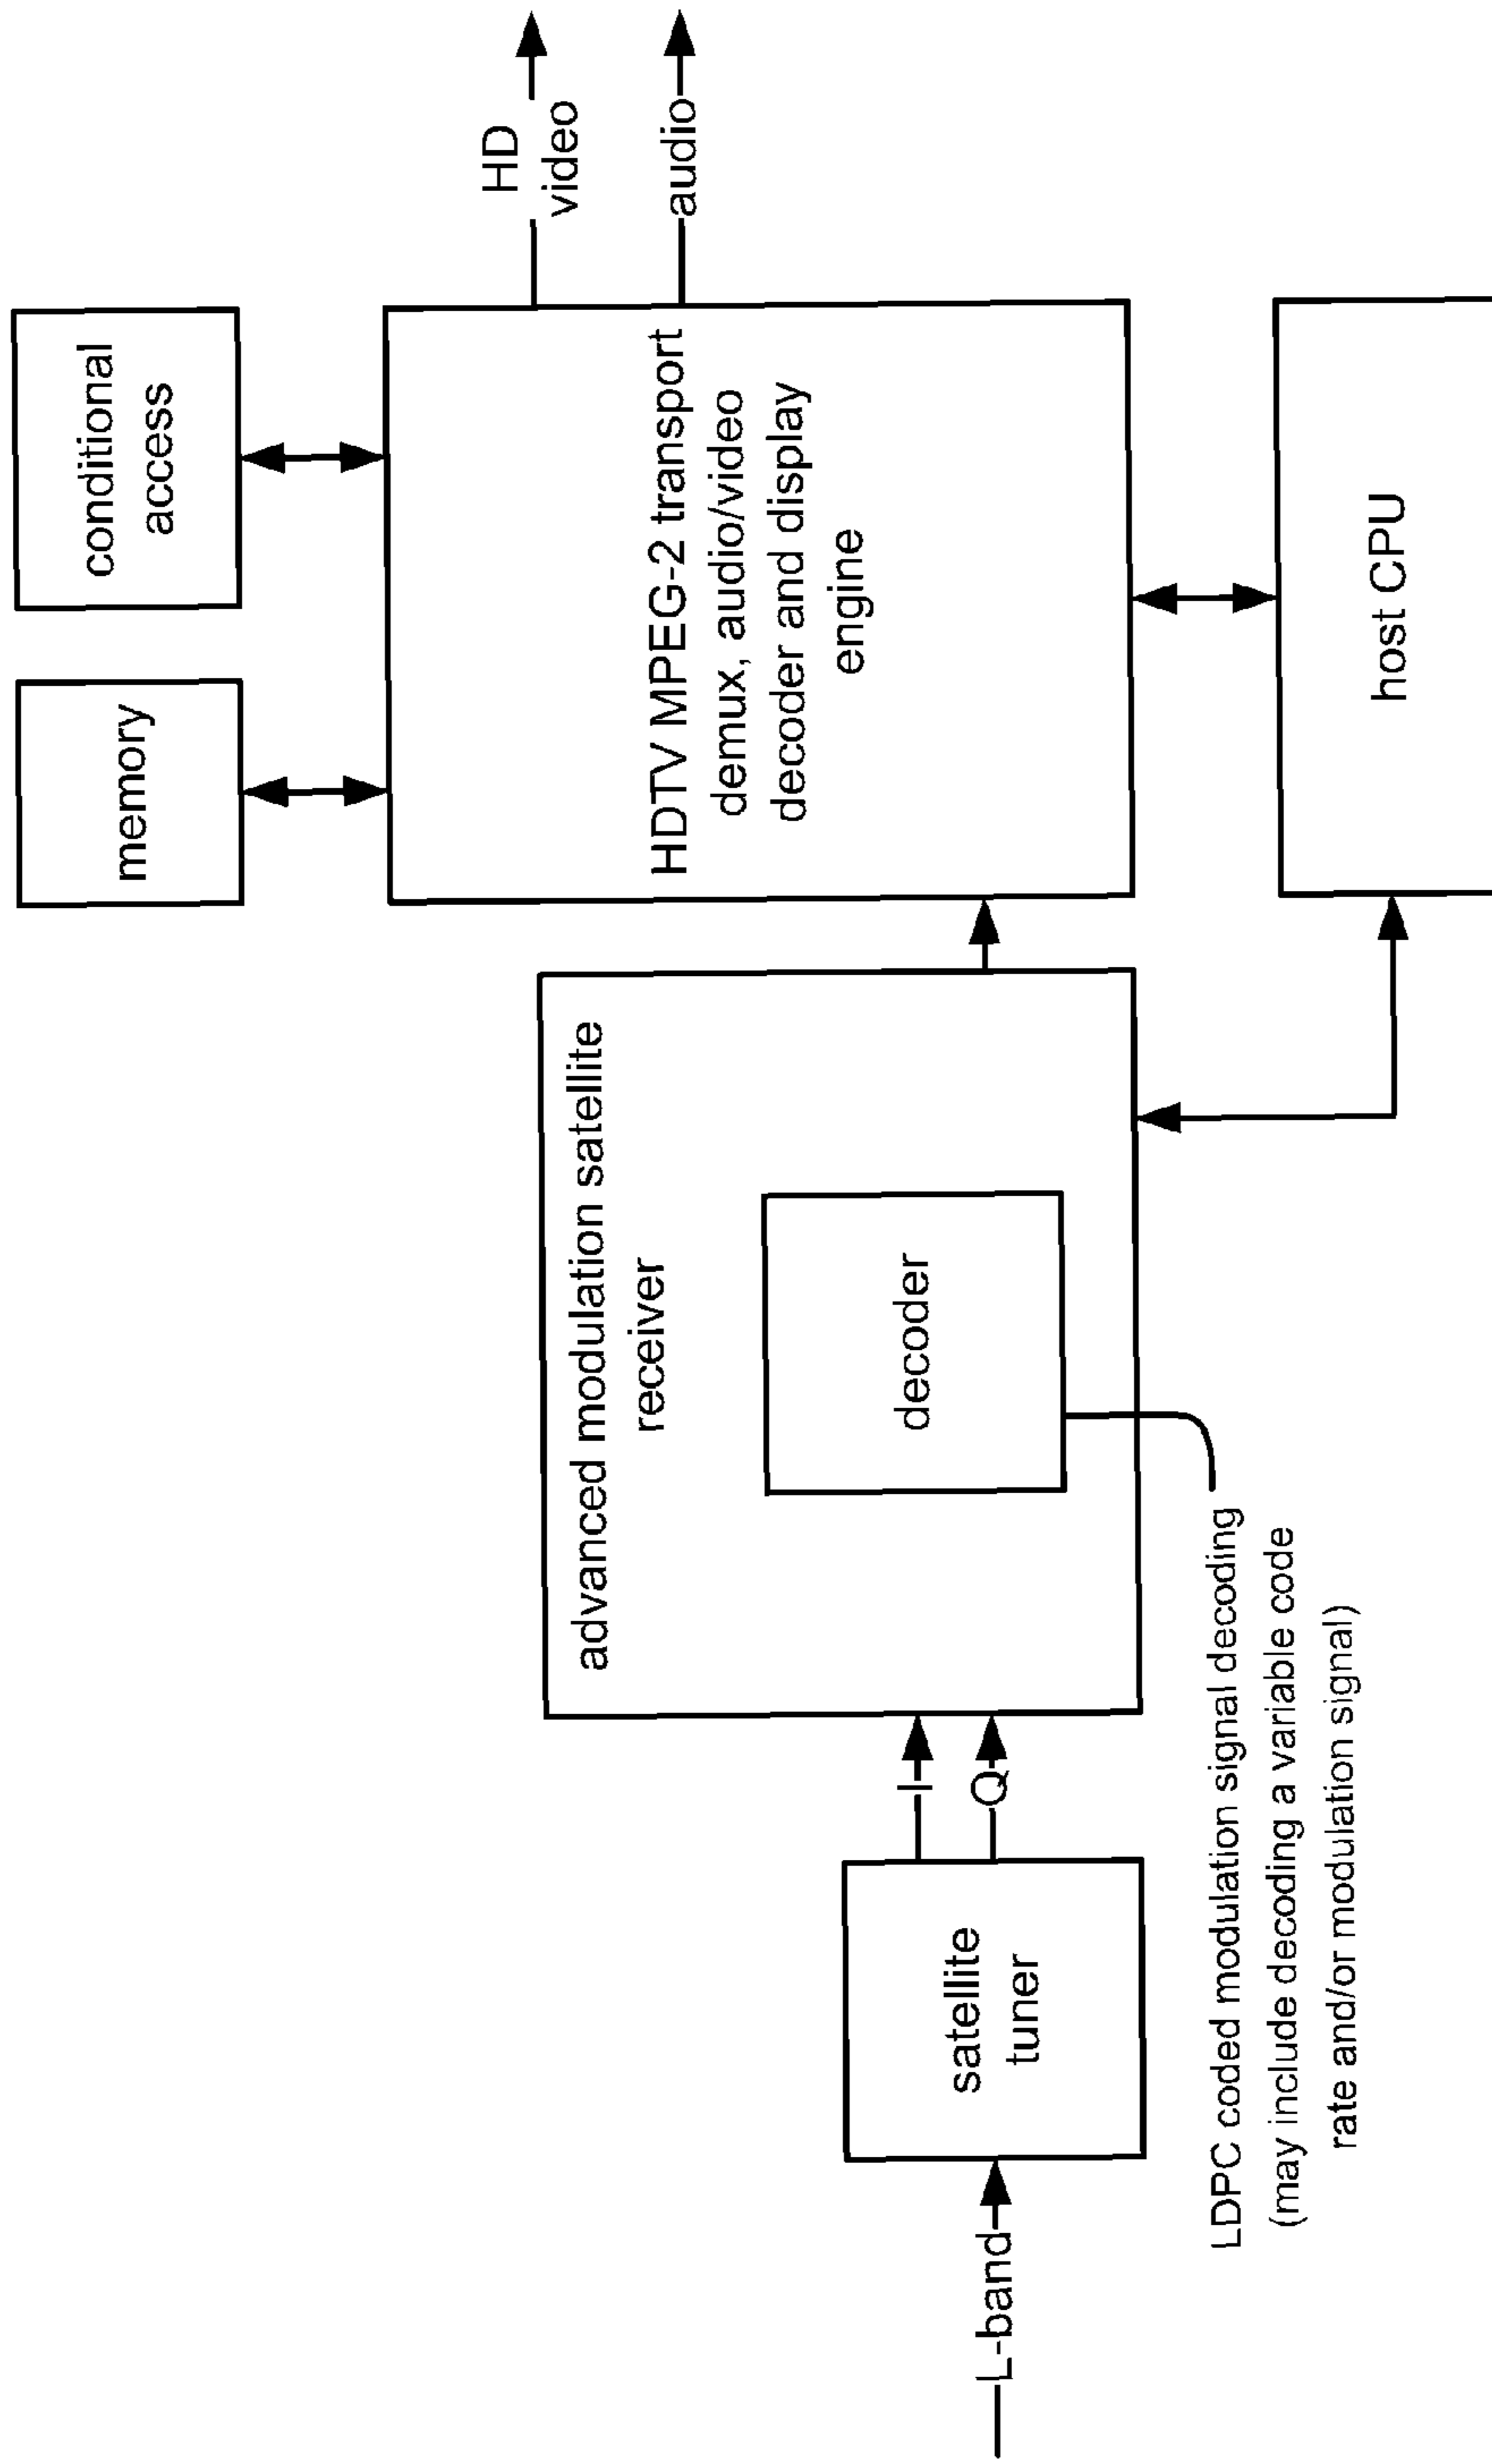 L-band
satellite
tuner
I
Q
advanced modulation satellite
receiver
decoder
LDPC coded modulation signal decoding
(may include decoding a variable code
rate and/or modulation signal)
memory
conditional
access
HDTV MPEG-2 transport
demux, audio/video
decoder and display
engine
host CPU
HD
video
audio